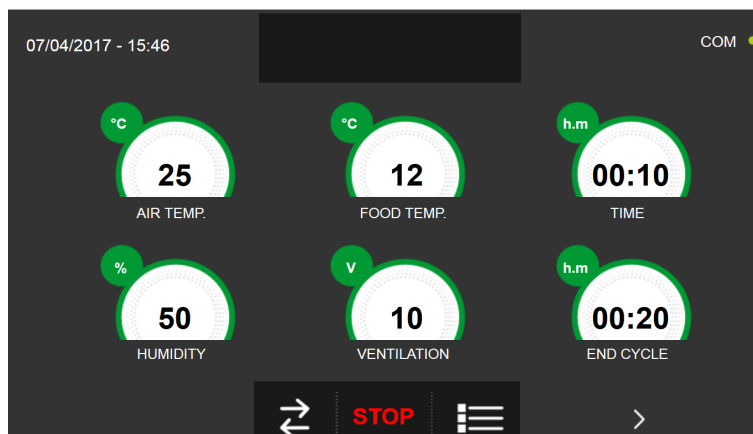 07/04/2017 - 15:46
COM
°C
25
AIR TEMP.
°C
12
FOOD TEMP.
h.m
00:10
TIME
%
50
HUMIDITY
V
10
VENTILATION
h.m
00:20
END CYCLE
STOP